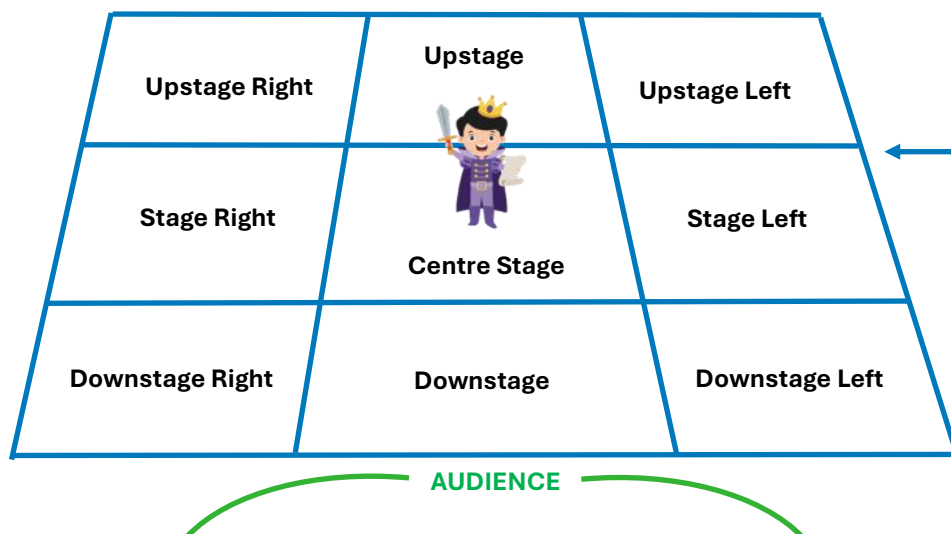 Upstage Right
Upstage
Upstage Left
Stage Right
Centre Stage
Stage Left
Downstage Right
Downstage
Downstage Left
AUDIENCE